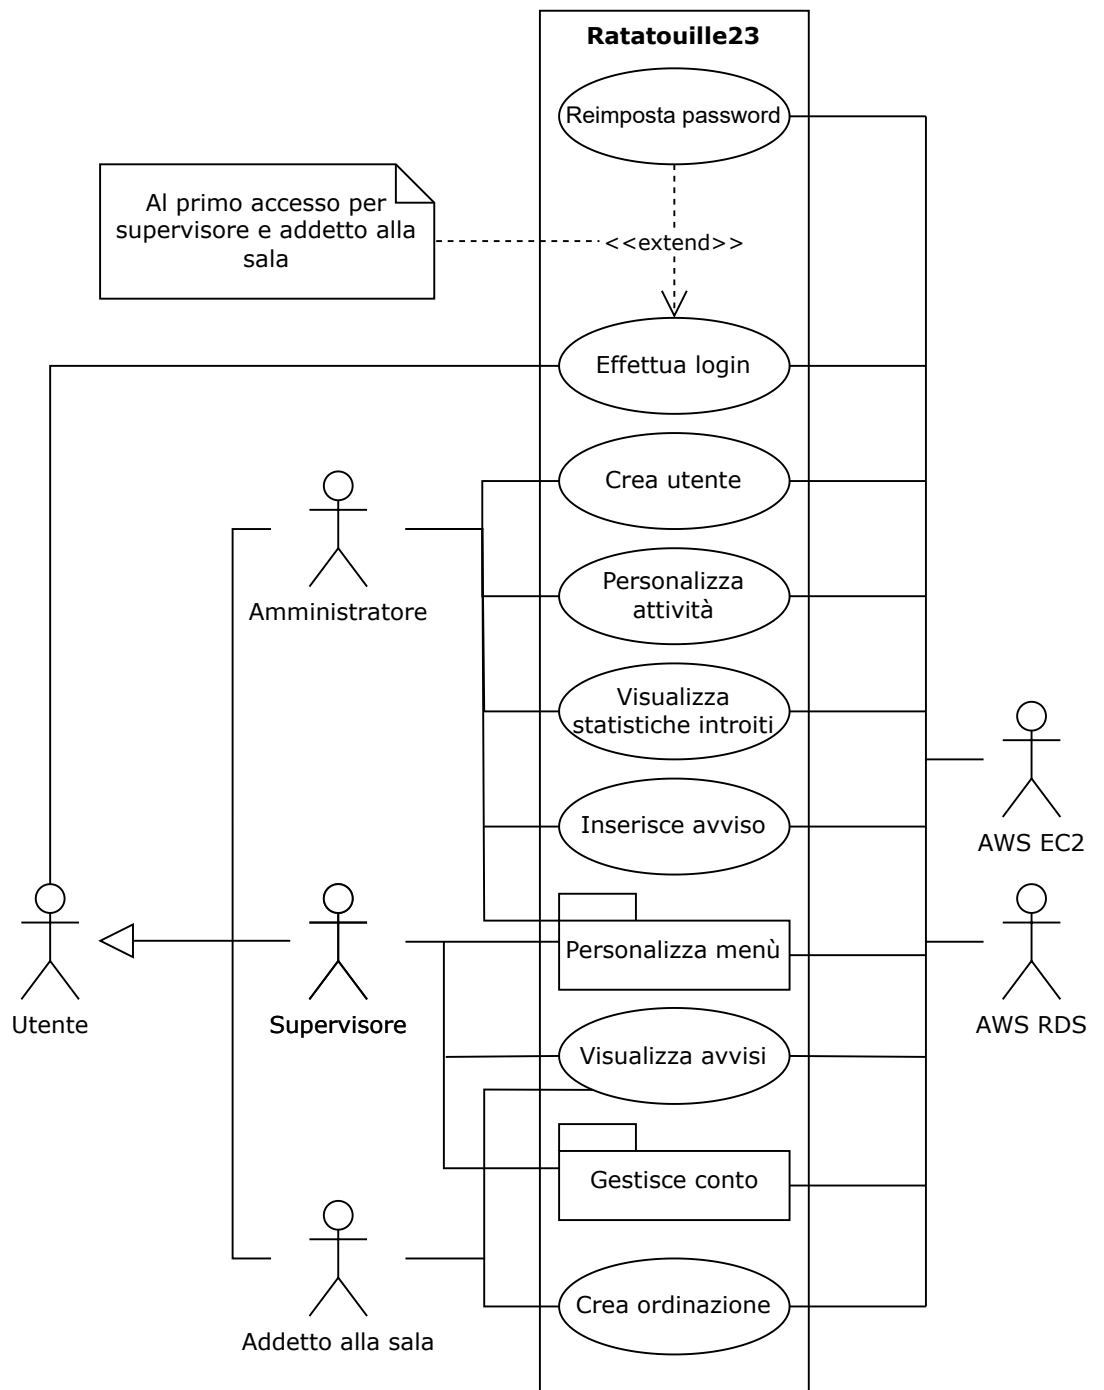 Ratatouille23
Reimposta password
Al primo accesso per
supervisore e addetto alla
sala
<<extend>>
Effettua login
Crea utente
Amministratore
Personalizza
attività
Visualizza
statistiche introiti
Inserisce avviso
AWS EC2
Personalizza menù
Utente
Supervisore
AWS RDS
Visualizza avvisi
Gestisce conto
Crea ordinazione
Addetto alla sala